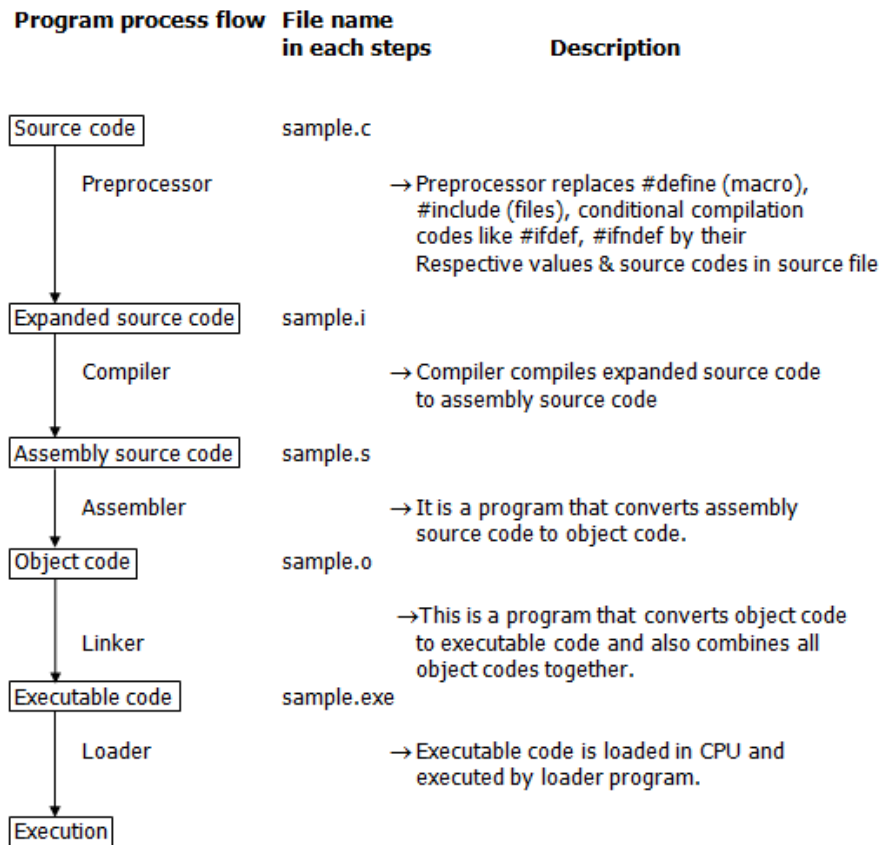 Program process flow File name
in each steps Description
Source code sample.c
Preprocessor → Preprocessor replaces #define (macro),
#include (files), conditional compilation
codes like #ifdef, #ifndef by their
Respective values & source codes in source file
Expanded source code sample.i
Compiler → Compiler compiles expanded source code
to assembly source code
Assembly source code sample.s
Assembler → It is a program that converts assembly
source code to object code.
Object code sample.o
→This is a program that converts object code
Linker to executable code and also combines all
object codes together.
Executable code sample.exe
Loader → Executable code is loaded in CPU and
executed by loader program.
Execution